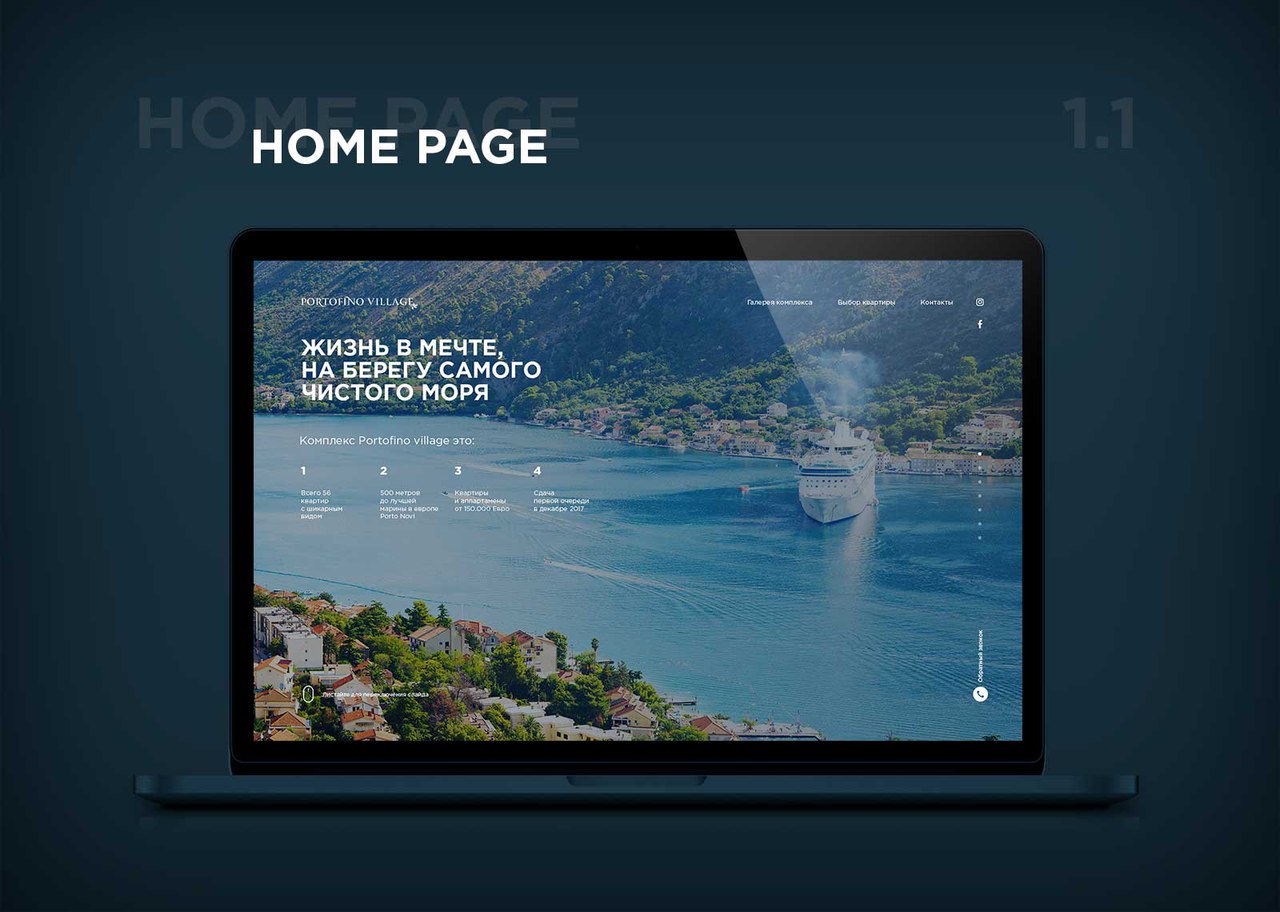 HOME PAGE
1.1
HOME PAGE
PORTOFINO VILLAGE
Галерея комплекса
Выбор квартиры
Контакты
ЖИЗНЬ В МЕЧТЕ,
НА БЕРЕГУ САМОГО
ЧИСТОГО МОРЯ
Комплекс Portofino village это:
1
Всего 56
квартир
с шикарным
видом
2
500 метров
до лучшей
марины в европе
Porto Novi
3
Квартиры
и аппартамены
от 150.000 Евро
4
Сдача
первой очереди
в декабре 2017
Обратный звонок
Листайте для переключения слайда